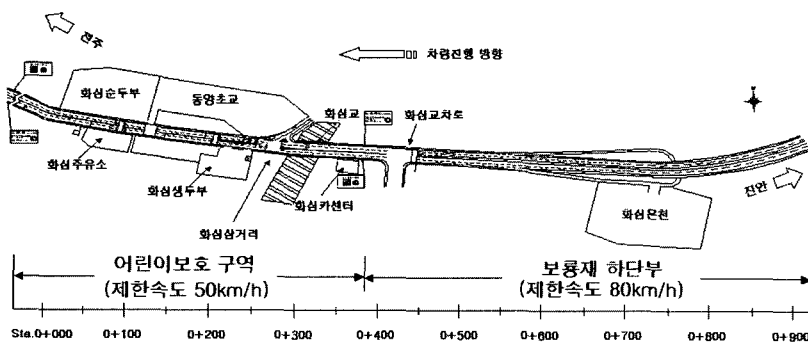 전주
차량진행 방향
화심순두부
동양초교
화심교
화심교차로
화심주유소
화심생두부
화심삼거리
화심카센터
화심온천
진안
어린이보호 구역
(제한속도 50km/h)
보룡재 하단부
(제한속도 80km/h)
Sta.0+000 0+100 0+200 0+300 0+400 0+500 0+600 0+700 0+800 0+900